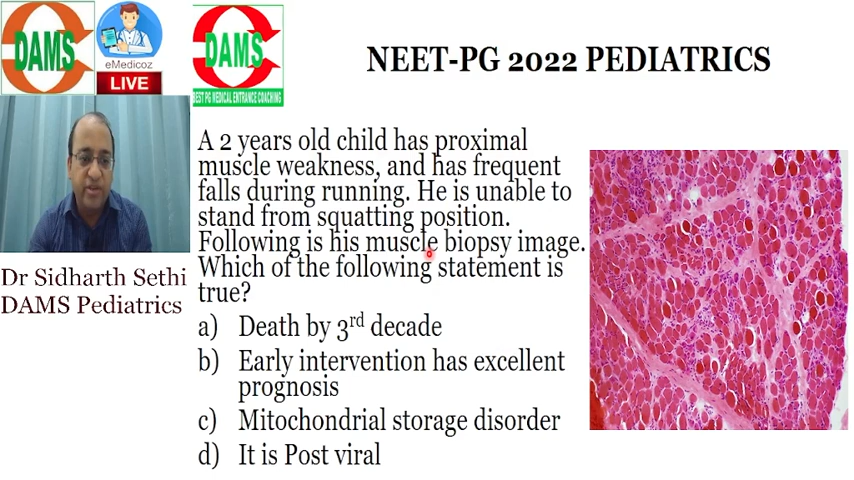 DAMS
eMedicoz
LIVE
DAMS
BEST PG MEDICAL ENTRANCE COACHING
NEET-PG 2022 PEDIATRICS
A 2 years old child has proximal
muscle weakness, and has frequent
falls during running. He is unable to
stand from squatting position.
Following is his muscle biopsy image.
Which of the following statement is
true?
a) Death by 3rd decade
b) Early intervention has excellent
prognosis
c) Mitochondrial storage disorder
d) It is Post viral
Dr Sidharth Sethi
DAMS Pediatrics